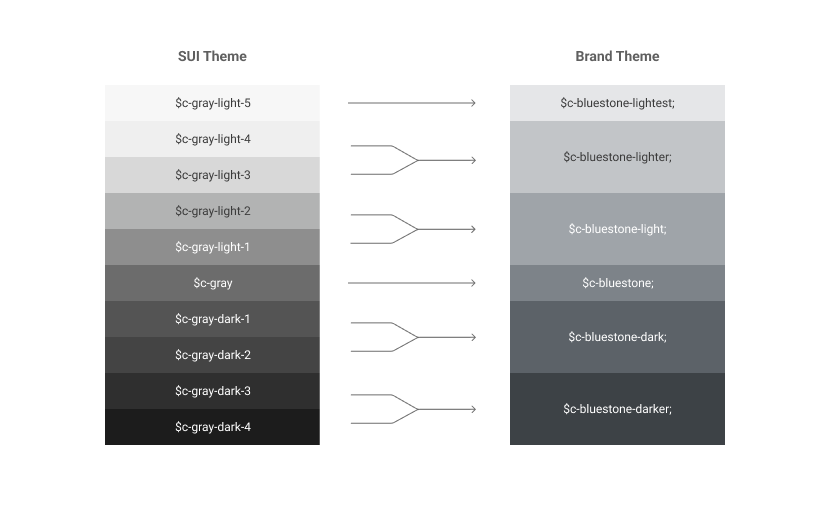 SUI Theme
Brand Theme
$c-gray-light-5
$c-gray-light-4
$c-gray-light-3
$c-gray-light-2
$c-gray-light-1
$c-gray
$c-gray-dark-1
$c-gray-dark-2
$c-gray-dark-3
$c-gray-dark-4
$c-bluestone-lightest;
$c-bluestone-lighter;
$c-bluestone-light;
$c-bluestone;
$c-bluestone-dark;
$c-bluestone-darker;